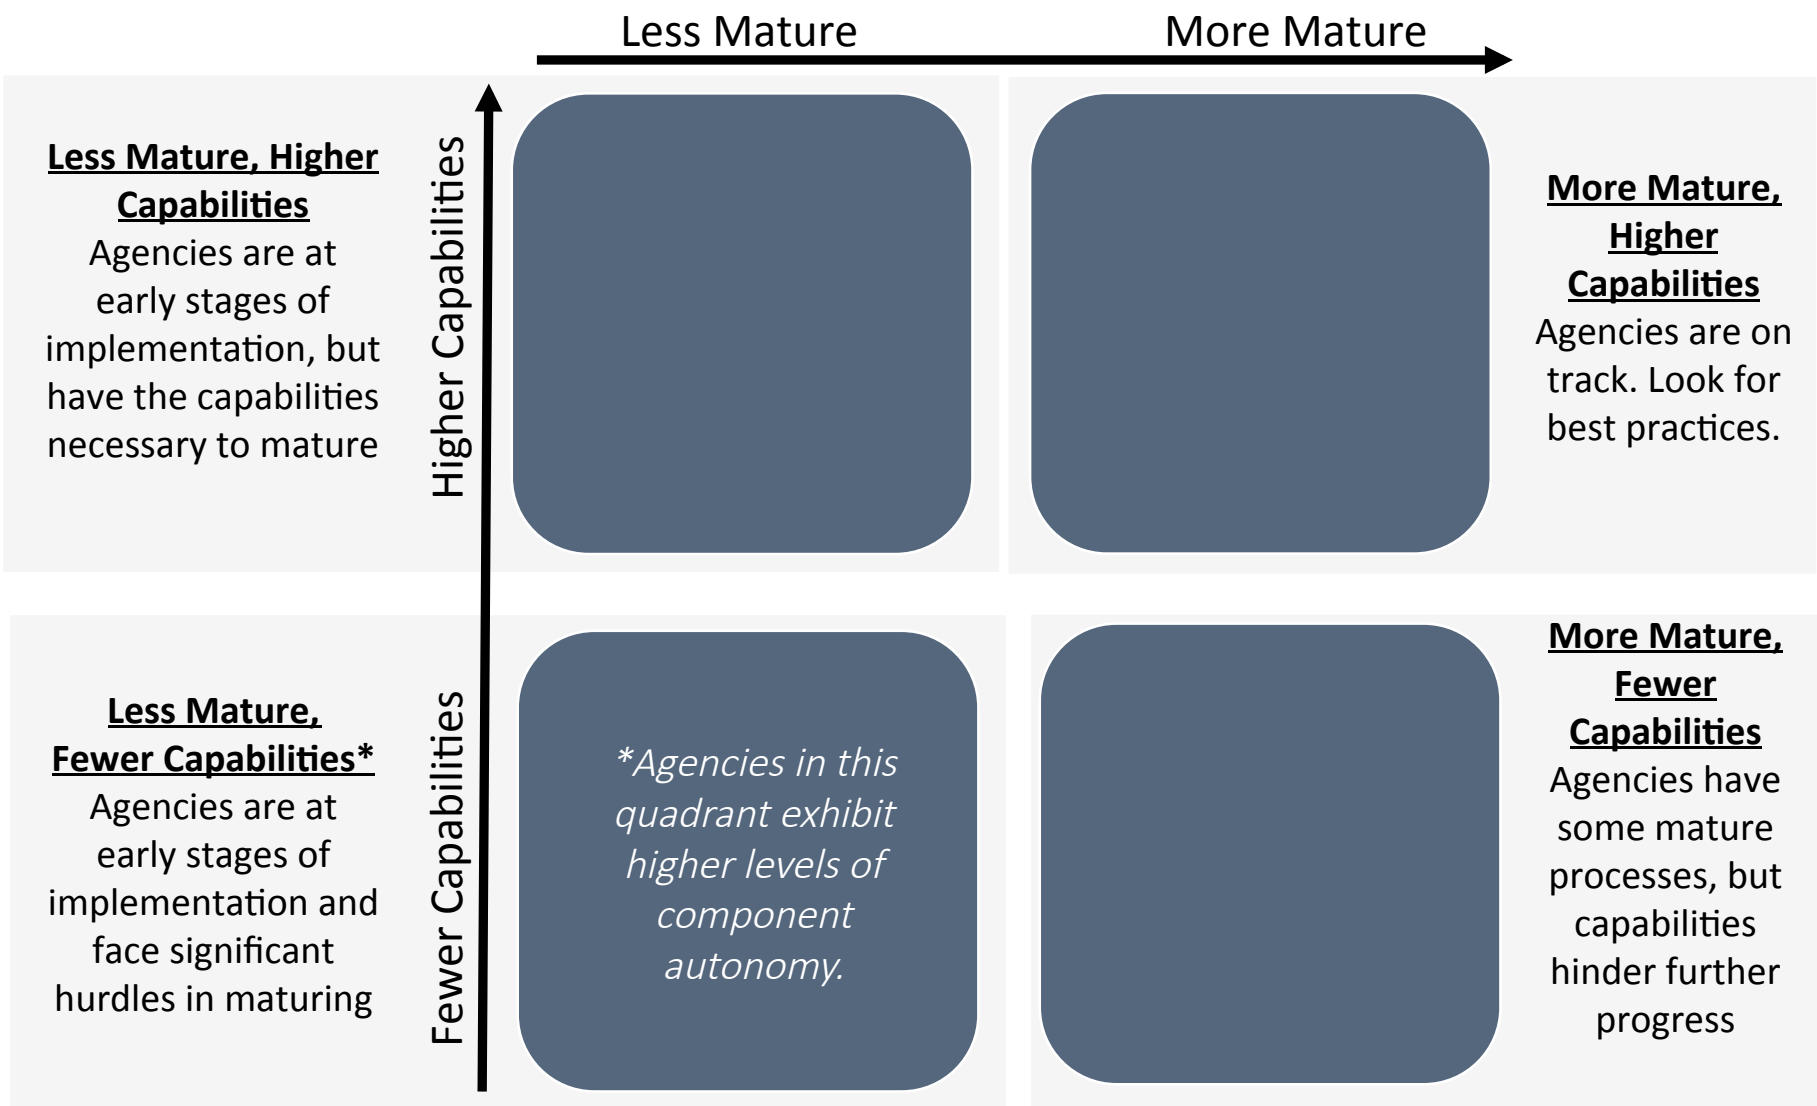 Less Mature
More Mature
Less Mature, Higher
Capabilities
Agencies are at
early stages of
implementation, but
have the capabilities
necessary to mature
Higher Capabilities
More Mature,
Higher
Capabilities
Agencies are on
track. Look for
best practices.
Less Mature,
Fewer Capabilities*
Agencies are at
early stages of
implementation and
face significant
hurdles in maturing
Fewer Capabilities
*Agencies in this
quadrant exhibit
higher levels of
component
autonomy.
More Mature,
Fewer
Capabilities
Agencies have
some mature
processes, but
capabilities
hinder further
progress